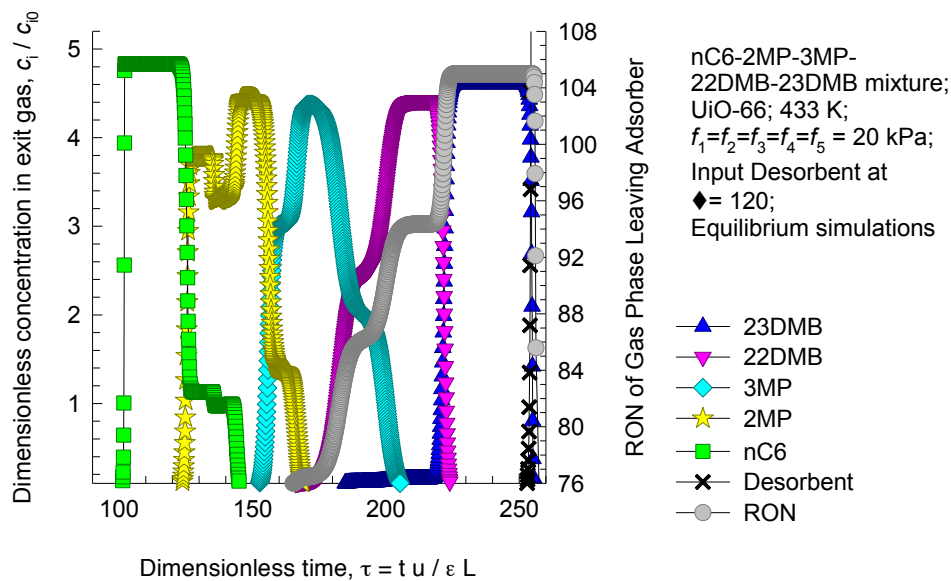 Dimensionless concentration in exit gas, ci / ci0
5
4
3
2
1
100
150
200
250
Dimensionless time, τ = t u / ε L
108
104
100
96
92
88
84
80
76
RON of Gas Phase Leaving Adsorber
nC6-2MP-3MP-
22DMB-23DMB mixture;
UiO-66; 433 K;
f1=f2=f3=f4=f5 = 20 kPa;
Input Desorbent at
♦= 120;
Equilibrium simulations
23DMB
22DMB
3MP
2MP
nC6
Desorbent
RON